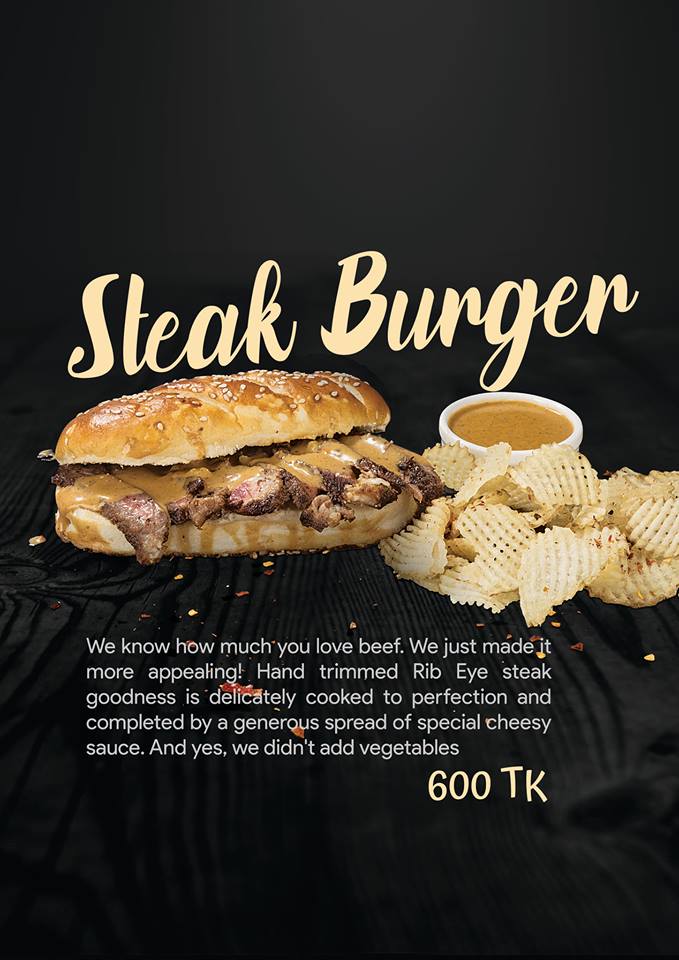 Steak Burger
We know how much you love beef. We just made it
more appealing! Hand trimmed Rib Eye steak
goodness is delicately cooked to perfection and
completed by a generous spread of special cheesy
sauce. And yes, we didn't add vegetables
600 TK